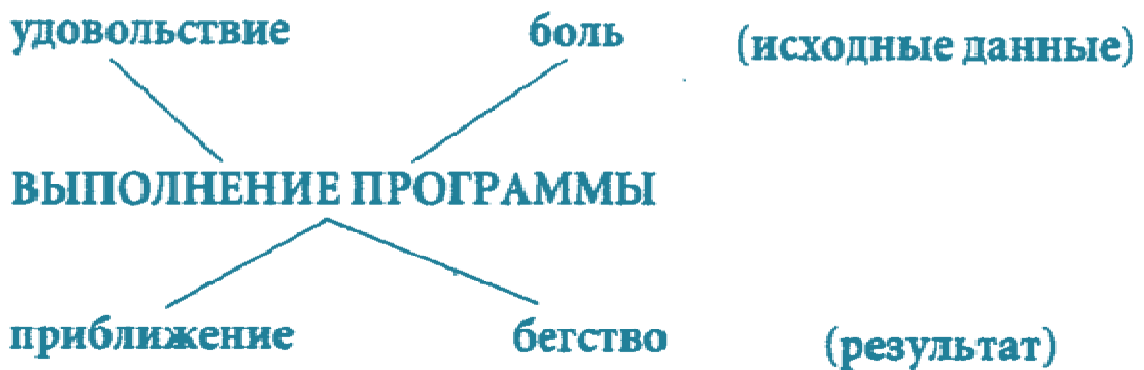 удовольствие боль (исходные данные)
ВЫПОЛНЕНИЕ ПРОГРАММЫ
приближение бегство (результат)